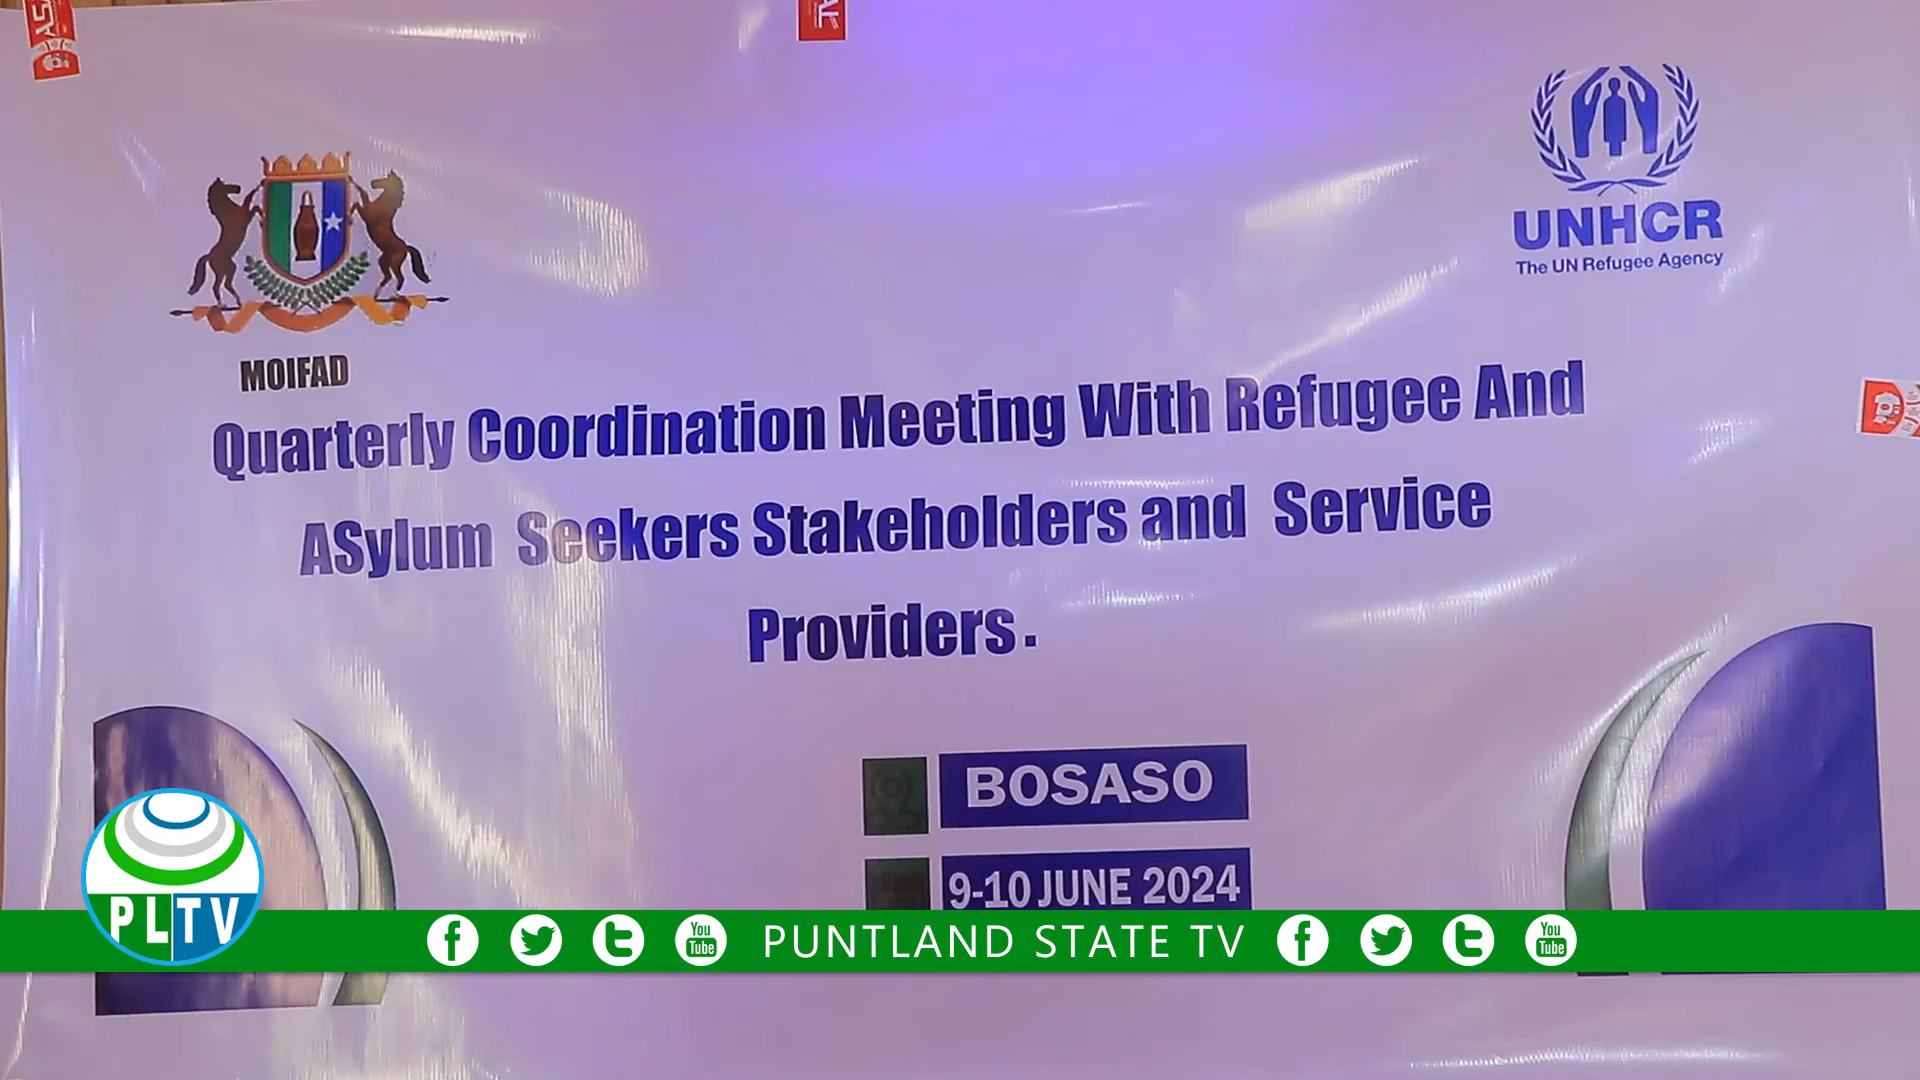 UNHCR
The UN Refugee Agency
MOIFAD
Quarterly Coordination Meeting With Refugee And
ASylum Seekers Stakeholders and Service
Providers.
BOSASO
9-10 JUNE 2024
PLTV
You Tube
PUNTLAND STATE TV
You Tube